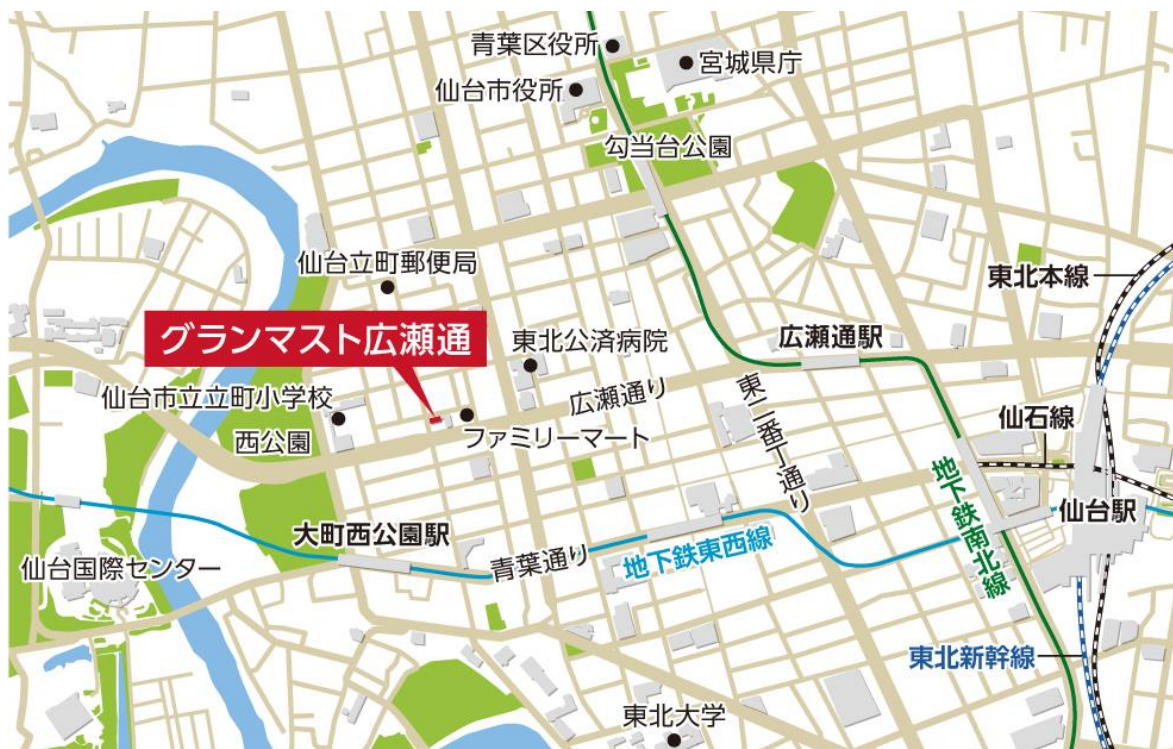 青葉区役所
宮城県庁
仙台市役所
勾当台公園
仙台立町郵便局
東北本線
グランマスト広瀬通
東北公済病院
広瀬通駅
仙台市立立町小学校
広瀬通り
東二番丁通り
西公園
ファミリーマート
仙石線
地下鉄南北線
仙台駅
大町西公園駅
青葉通り
地下鉄東西線
仙台国際センター
東北新幹線
東北大学